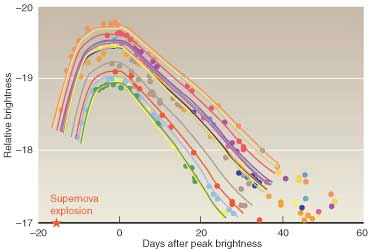 –20
–19
–18
–17
Relative brightness
Supernova
explosion
–20
0
20
40
60
Days after peak brightness